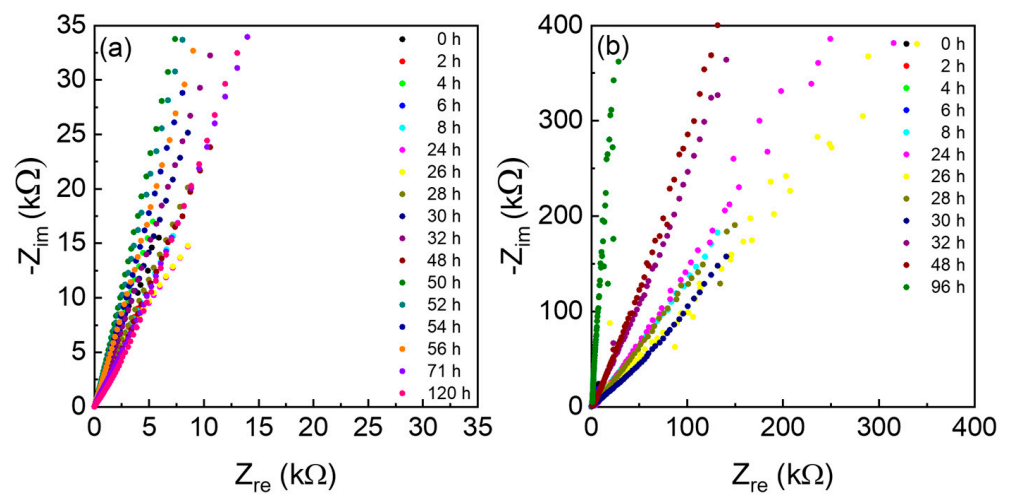 (a)
35
30
25
20
15
10
5
0
-Zim (kΩ)
0 5 10 15 20 25 30 35
Zre (kΩ)
0 h
2 h
4 h
6 h
8 h
24 h
26 h
28 h
30 h
32 h
48 h
50 h
52 h
54 h
56 h
71 h
120 h
(b)
400
300
200
100
0
-Zim (kΩ)
0 100 200 300 400
Zre (kΩ)
0 h
2 h
4 h
6 h
8 h
24 h
26 h
28 h
30 h
32 h
48 h
96 h